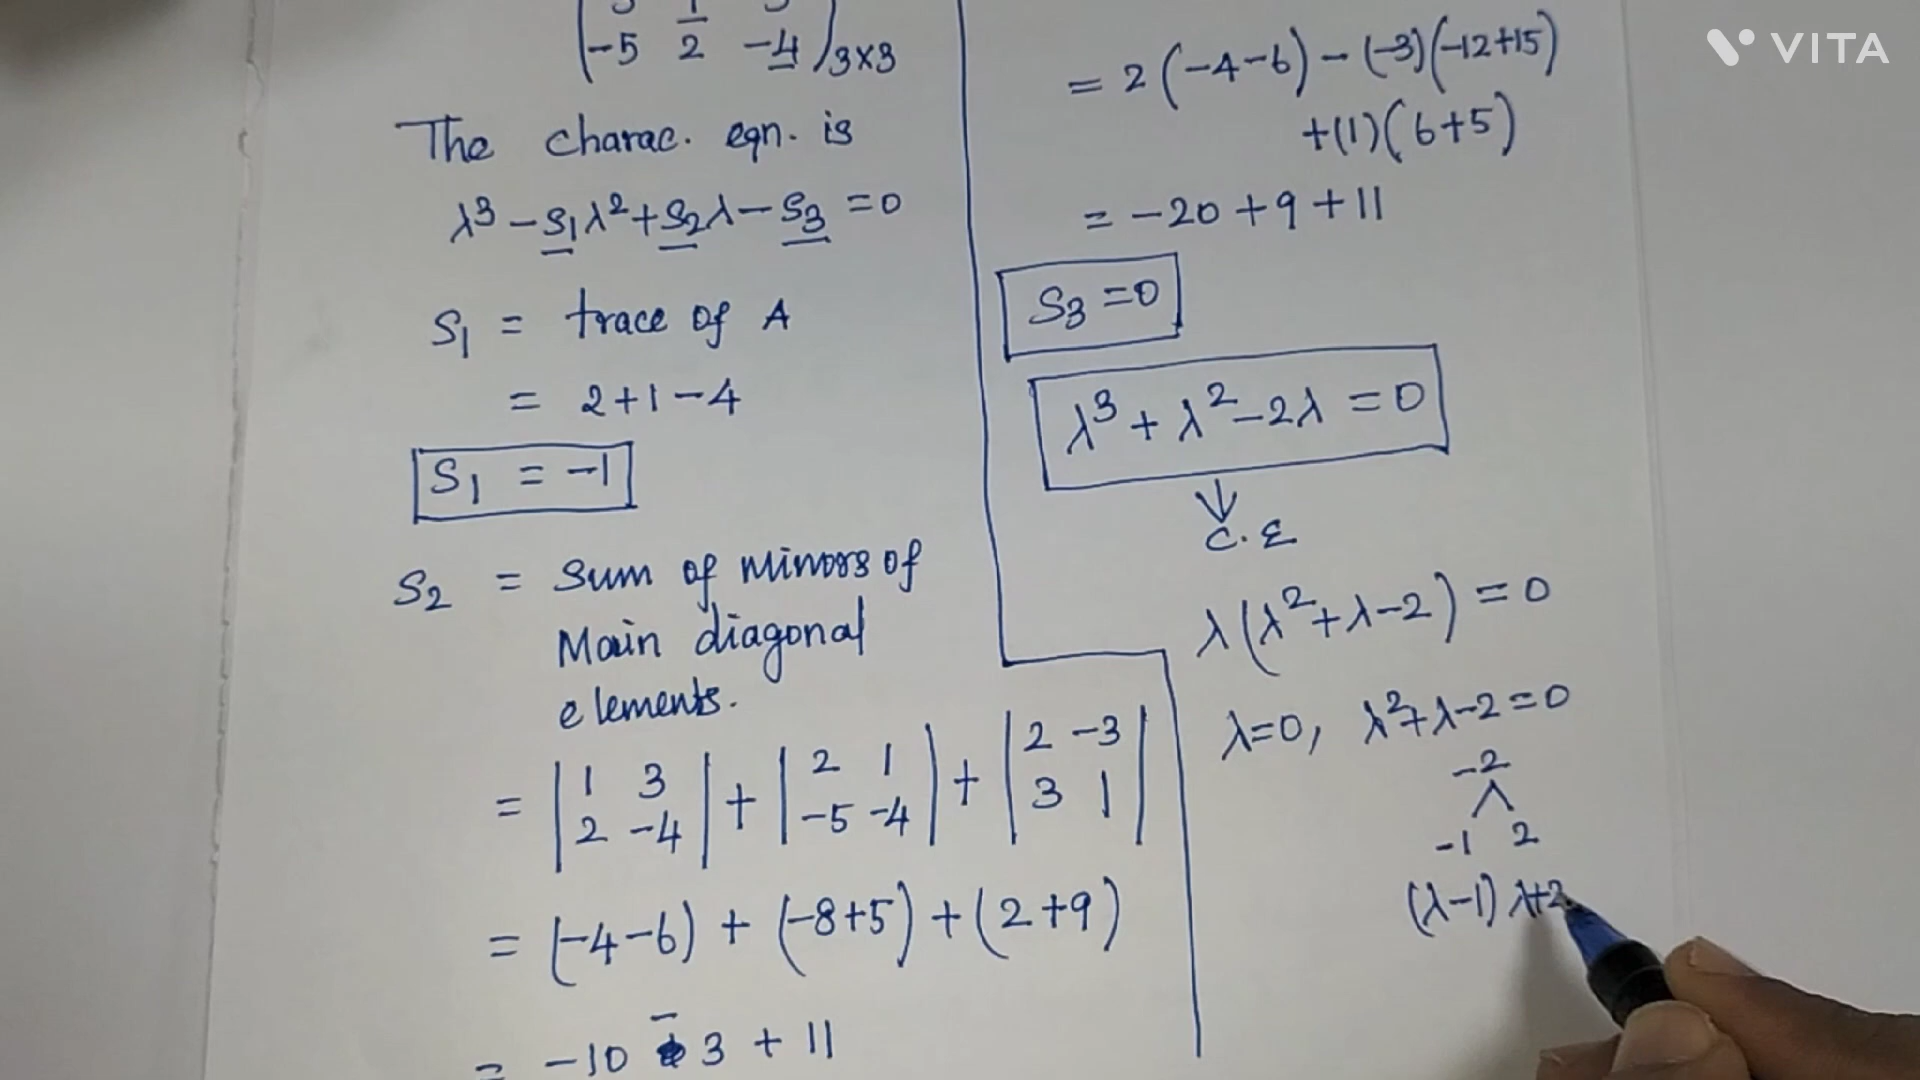 -5 2 -4 3×3
The charac. eqn. is
λ³ - S₁λ² + S₂λ - S₃ = 0
S₁ = trace of A
= 2+1-4
S₁ = -1
S₂ = Sum of minors of
Main diagonal
elements.
= |1 3| + |2 1| + |2 -3|
|2 -4| |-5 -4| |3 1|
= (-4-6) + (-8+5) + (2+9)
= -10 - 3 + 11
= 2(-4-6) - (-3)(-12+15)
+(1)(6+5)
= -20 + 9 + 11
S₃ = 0
λ³ + λ² - 2λ = 0
C.E
λ(λ² + λ - 2) = 0
λ=0, λ²+λ-2=0
-2
-1 2
(λ-1) λ+2
VITA